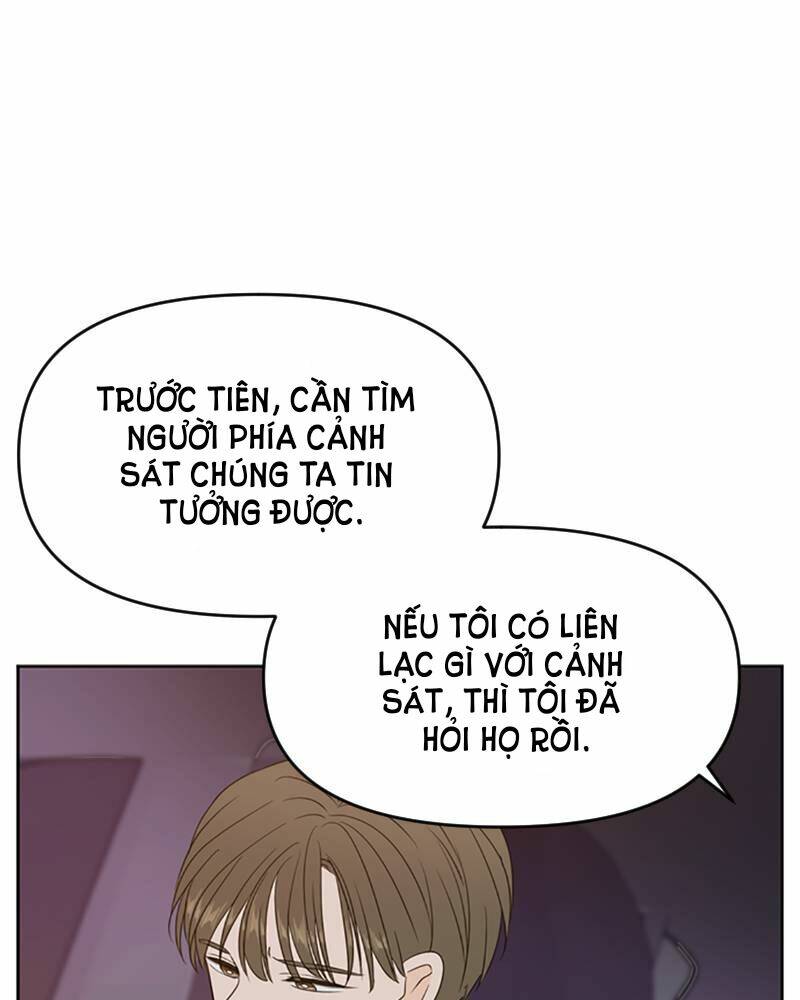 TRƯỚC TIÊN, CẦN TÌM
NGƯỜI PHÍA CẢNH
SÁT CHÚNG TA TIN
TƯỞNG ĐƯỢC.
NẾU TÔI CÓ LIÊN
LẠC GÌ VỚI CẢNH
SÁT, THÌ TÔI ĐÃ
HỎI HỌ RỒI.